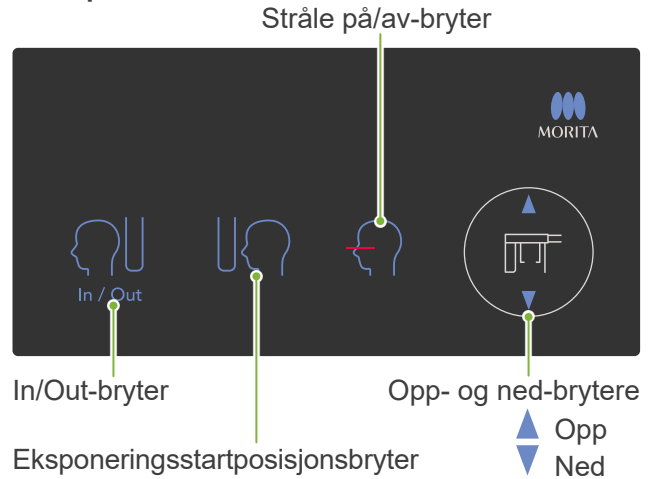 Stråle på/av-bryter
MORITA
In / Out
In/Out-bryter
Opp- og ned-brytere
Opp
Eksponeringsstartposisjonsbryter
Ned